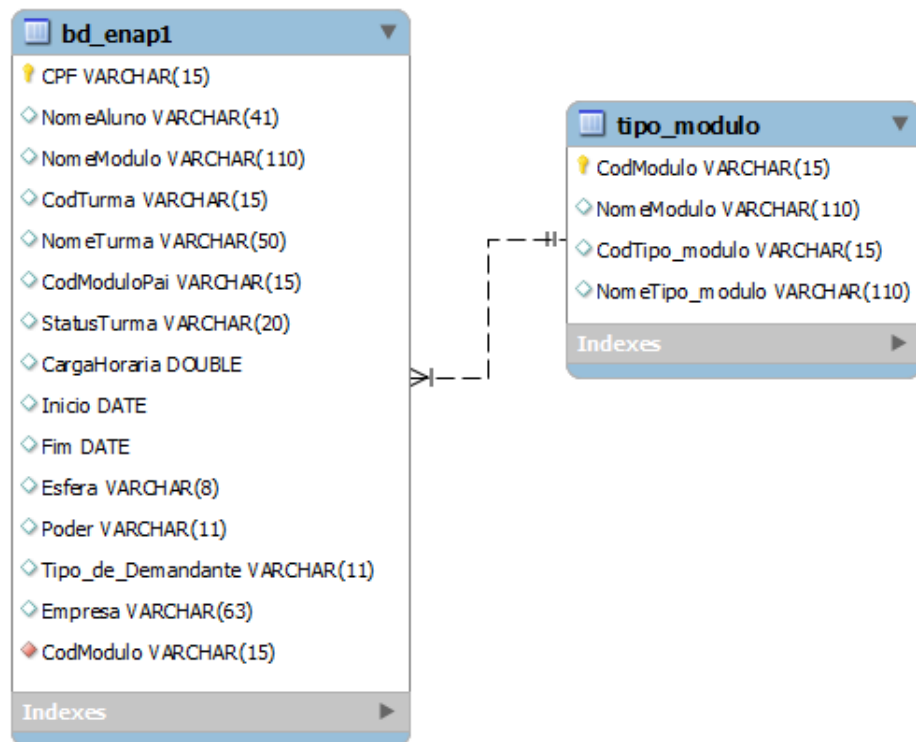 bd_enap1
CPF VARCHAR(15)
NomeAluno VARCHAR(41)
NomeModulo VARCHAR(110)
CodTurma VARCHAR(15)
NomeTurma VARCHAR(50)
CodModuloPai VARCHAR(15)
StatusTurma VARCHAR(20)
CargaHoraria DOUBLE
Inicio DATE
Fim DATE
Esfera VARCHAR(8)
Poder VARCHAR(11)
Tipo_de_Demandante VARCHAR(11)
Empresa VARCHAR(63)
CodModulo VARCHAR(15)
Indexes
tipo_modulo
CodModulo VARCHAR(15)
NomeModulo VARCHAR(110)
CodTipo_modulo VARCHAR(15)
NomeTipo_modulo VARCHAR(110)
Indexes